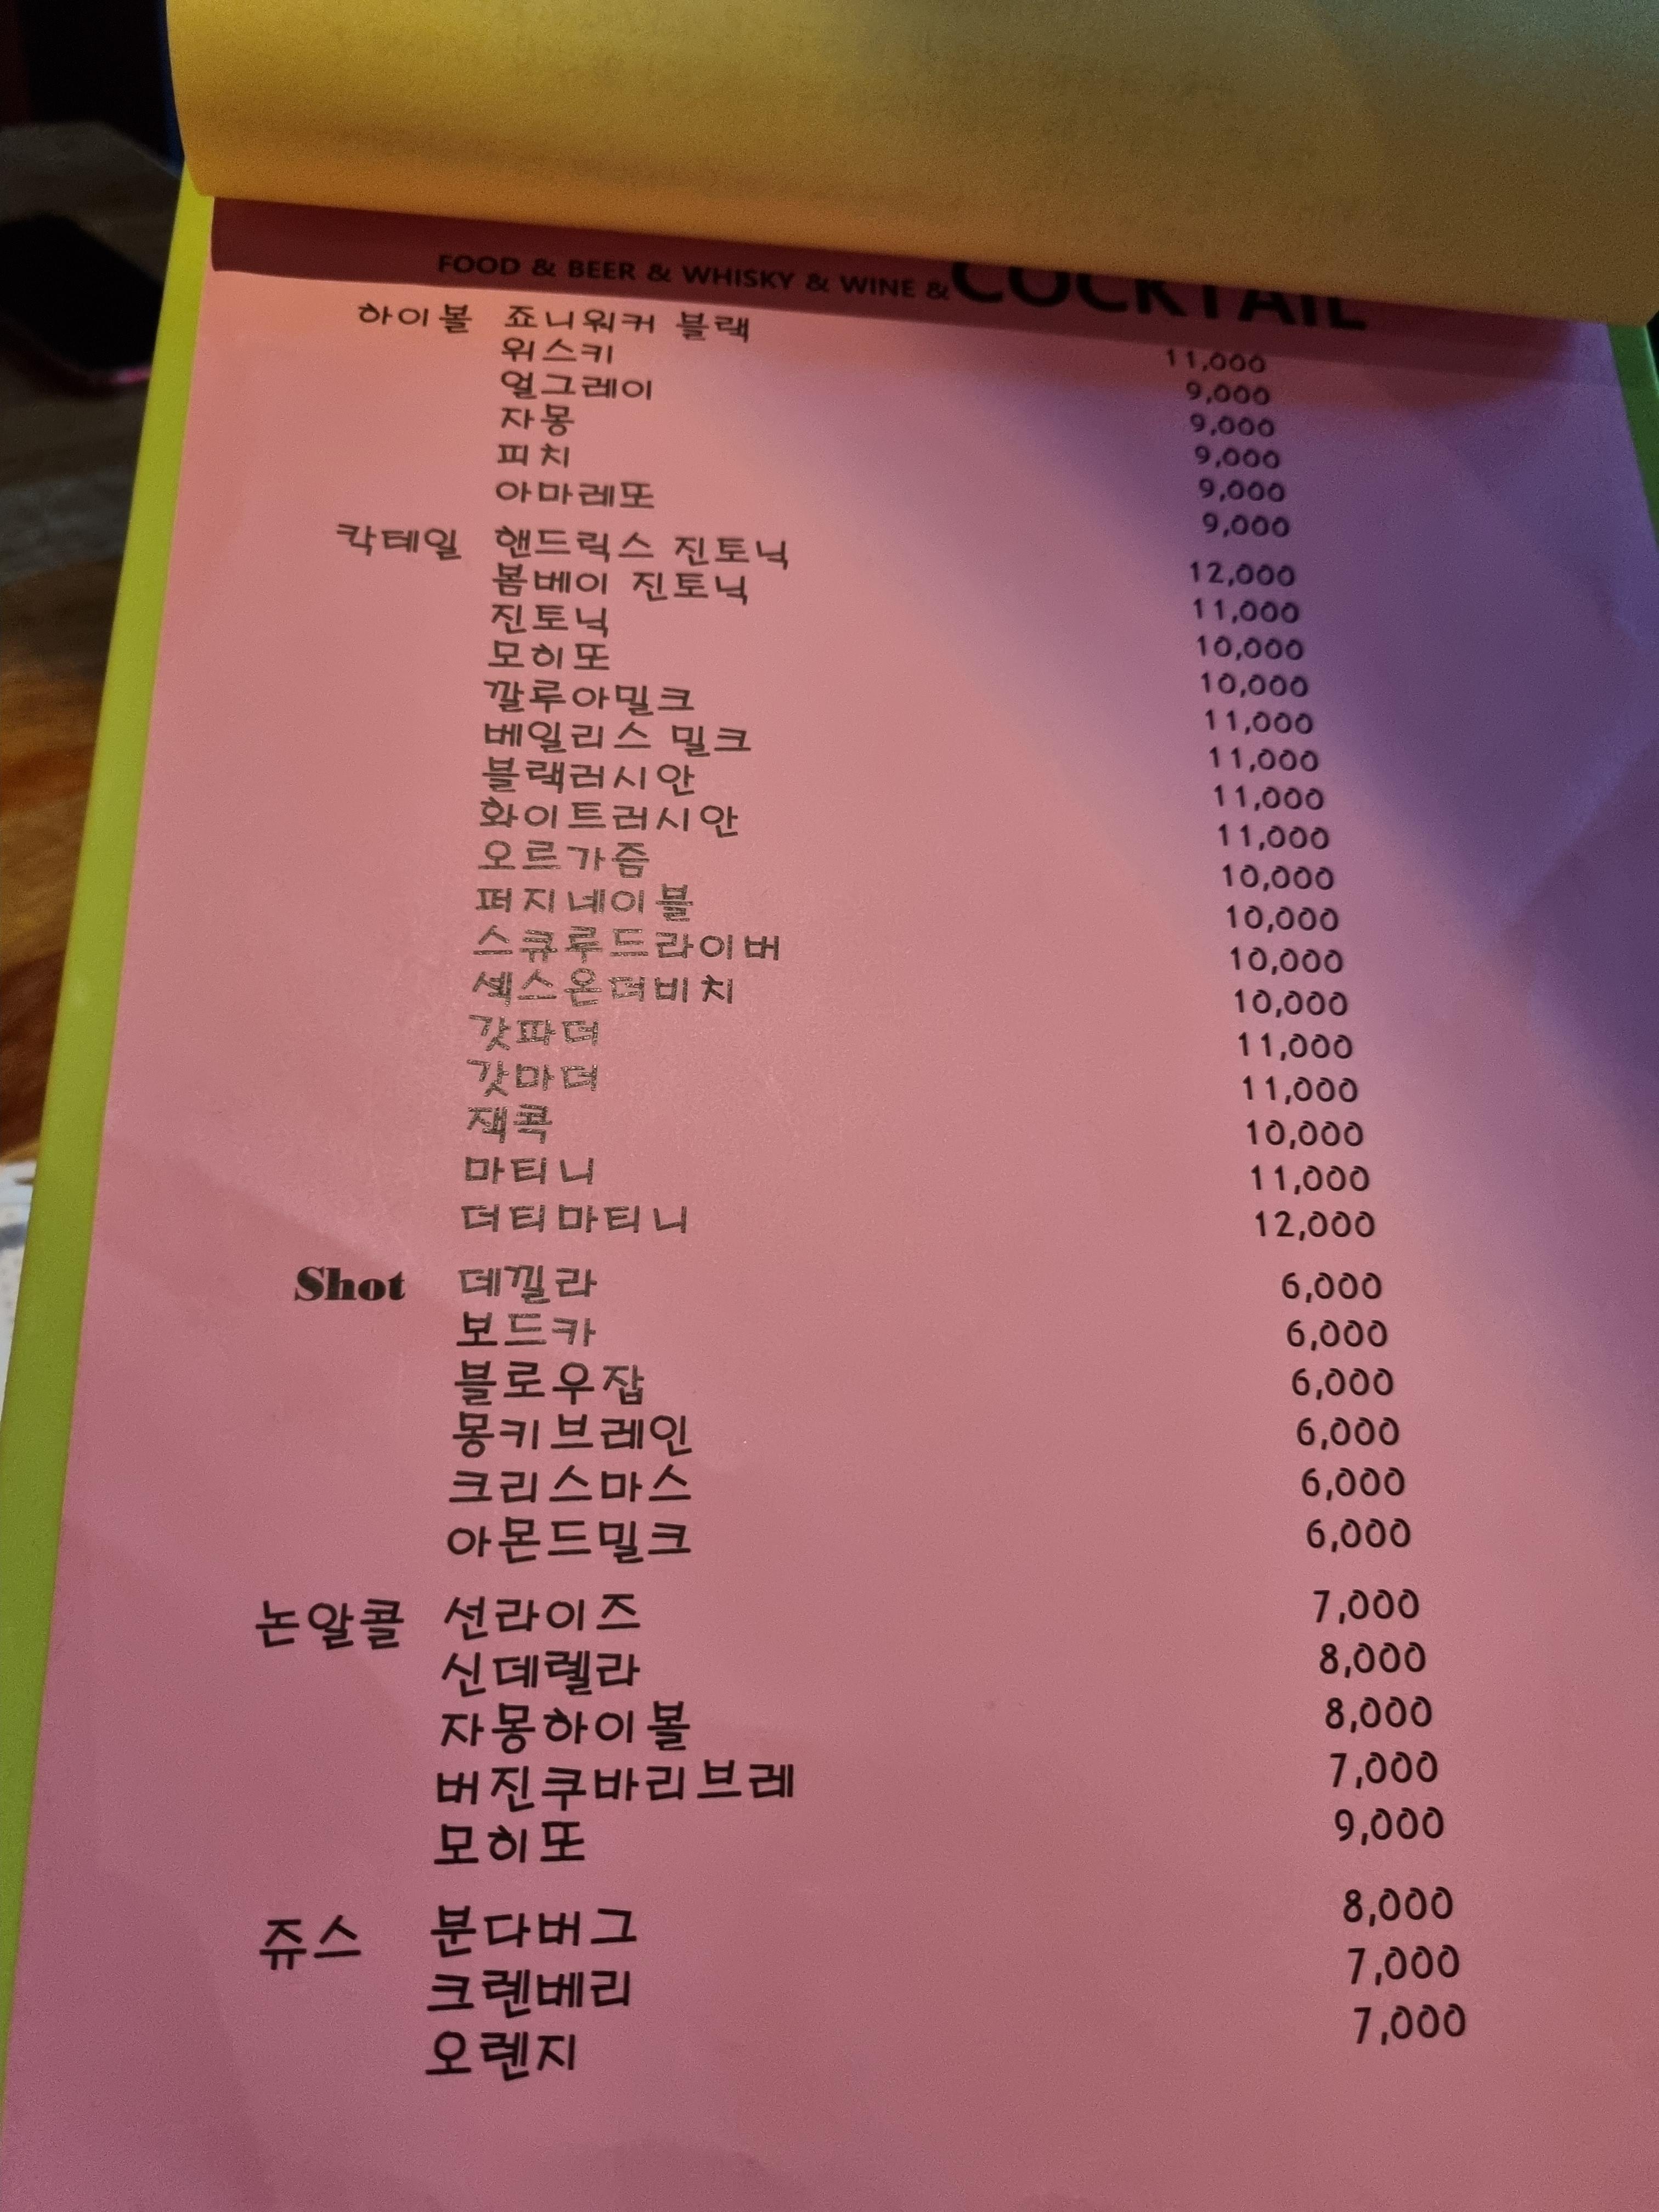 FOOD & BEER & WHISKY & WINE & COCKTAIL
하이볼 죠니워커 블랙 11,000
위스키 9,000
얼그레이 9,000
자몽 9,000
피치 9,000
아마레또 9,000
칵테일 핸드릭스 진토닉 12,000
봄베이 진토닉 11,000
진토닉 10,000
모히또 10,000
깔루아밀크 11,000
베일리스 밀크 11,000
블랙러시안 11,000
화이트러시안 11,000
오르가즘 10,000
퍼지네이블 10,000
스큐루드라이버 10,000
섹스온더비치 10,000
갓파더 11,000
갓마더 11,000
잭콕 10,000
마티니 11,000
더티마티니 12,000
Shot 데낄라 6,000
보드카 6,000
블로우잡 6,000
몽키브레인 6,000
크리스마스 6,000
아몬드밀크 6,000
논알콜 선라이즈 7,000
신데렐라 8,000
자몽하이볼 8,000
버진쿠바리브레 7,000
모히또 9,000
쥬스 분다버그 8,000
크렌베리 7,000
오렌지 7,000